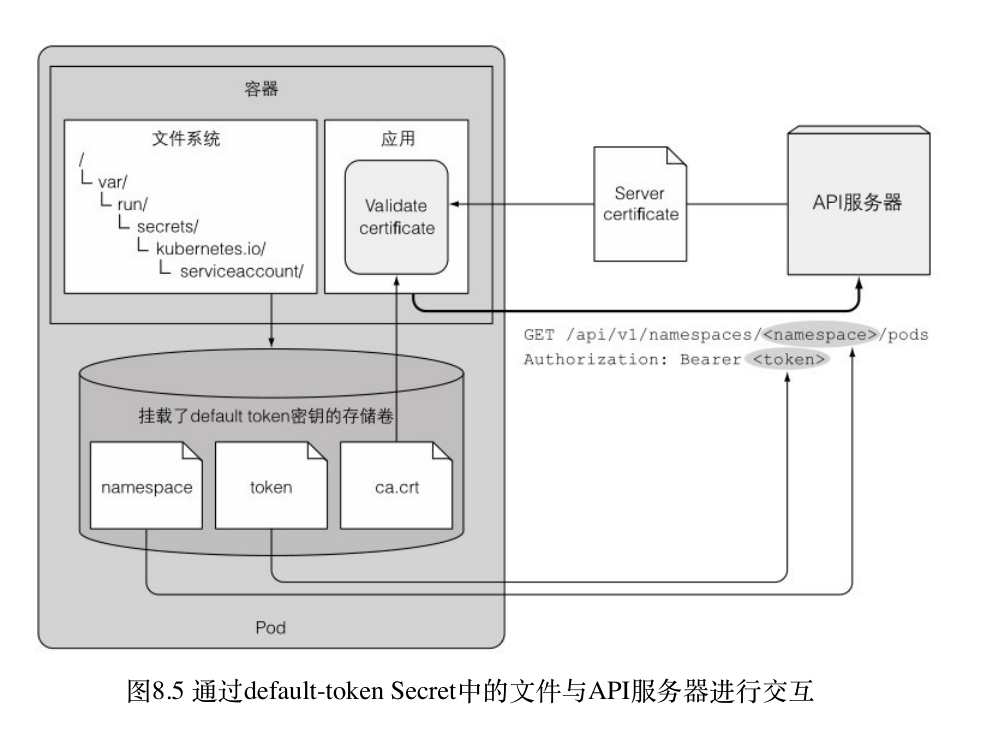 容器
文件系统
/
var/
run/
secrets/
kubernetes.io/
serviceaccount/
应用
Validate
certificate
Server
certificate
API服务器
GET /api/v1/namespaces/<namespace>/pods
Authorization: Bearer <token>
挂载了default token密钥的存储卷
namespace
token
ca.crt
Pod
图8.5 通过default-token Secret中的文件与API服务器进行交互